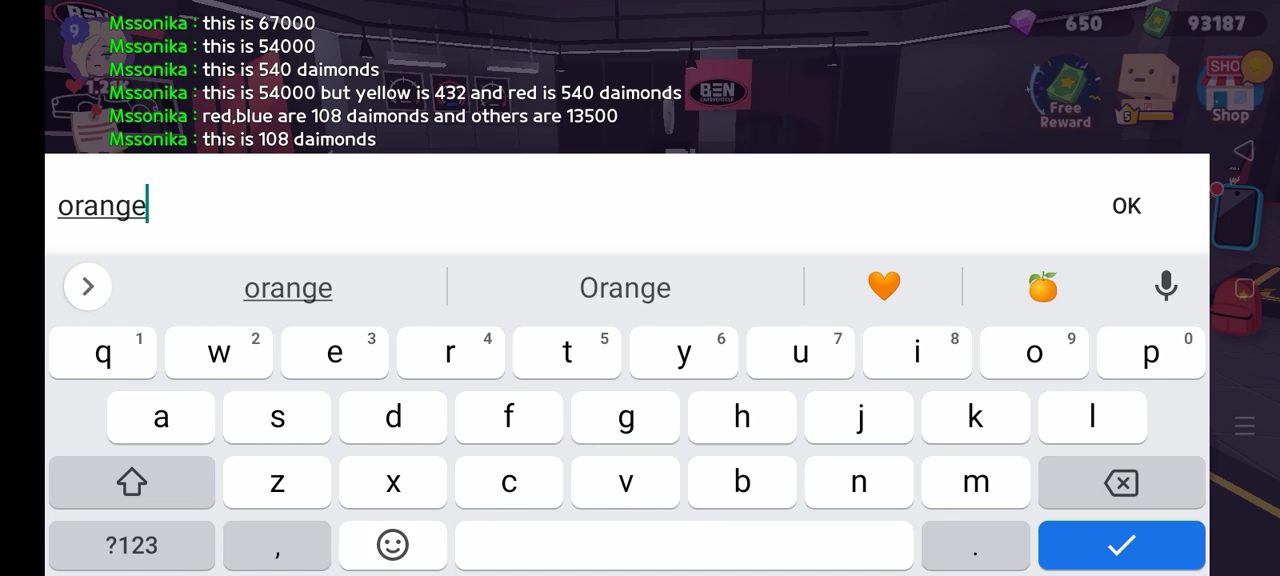 Mssonika : this is 67000
Mssonika : this is 54000
Mssonika : this is 540 daimonds
Mssonika : this is 54000 but yellow is 432 and red is 540 daimonds
Mssonika : red,blue are 108 daimonds and others are 13500
Mssonika : this is 108 daimonds
9
BEN
650
93187
Free
Reward
5
SHO
Shop
orange
OK
orange Orange
q 1 w 2 e 3 r 4 t 5 y 6 u 7 i 8 o 9 p 0
a s d f g h j k l
z x c v b n m
?123 , .